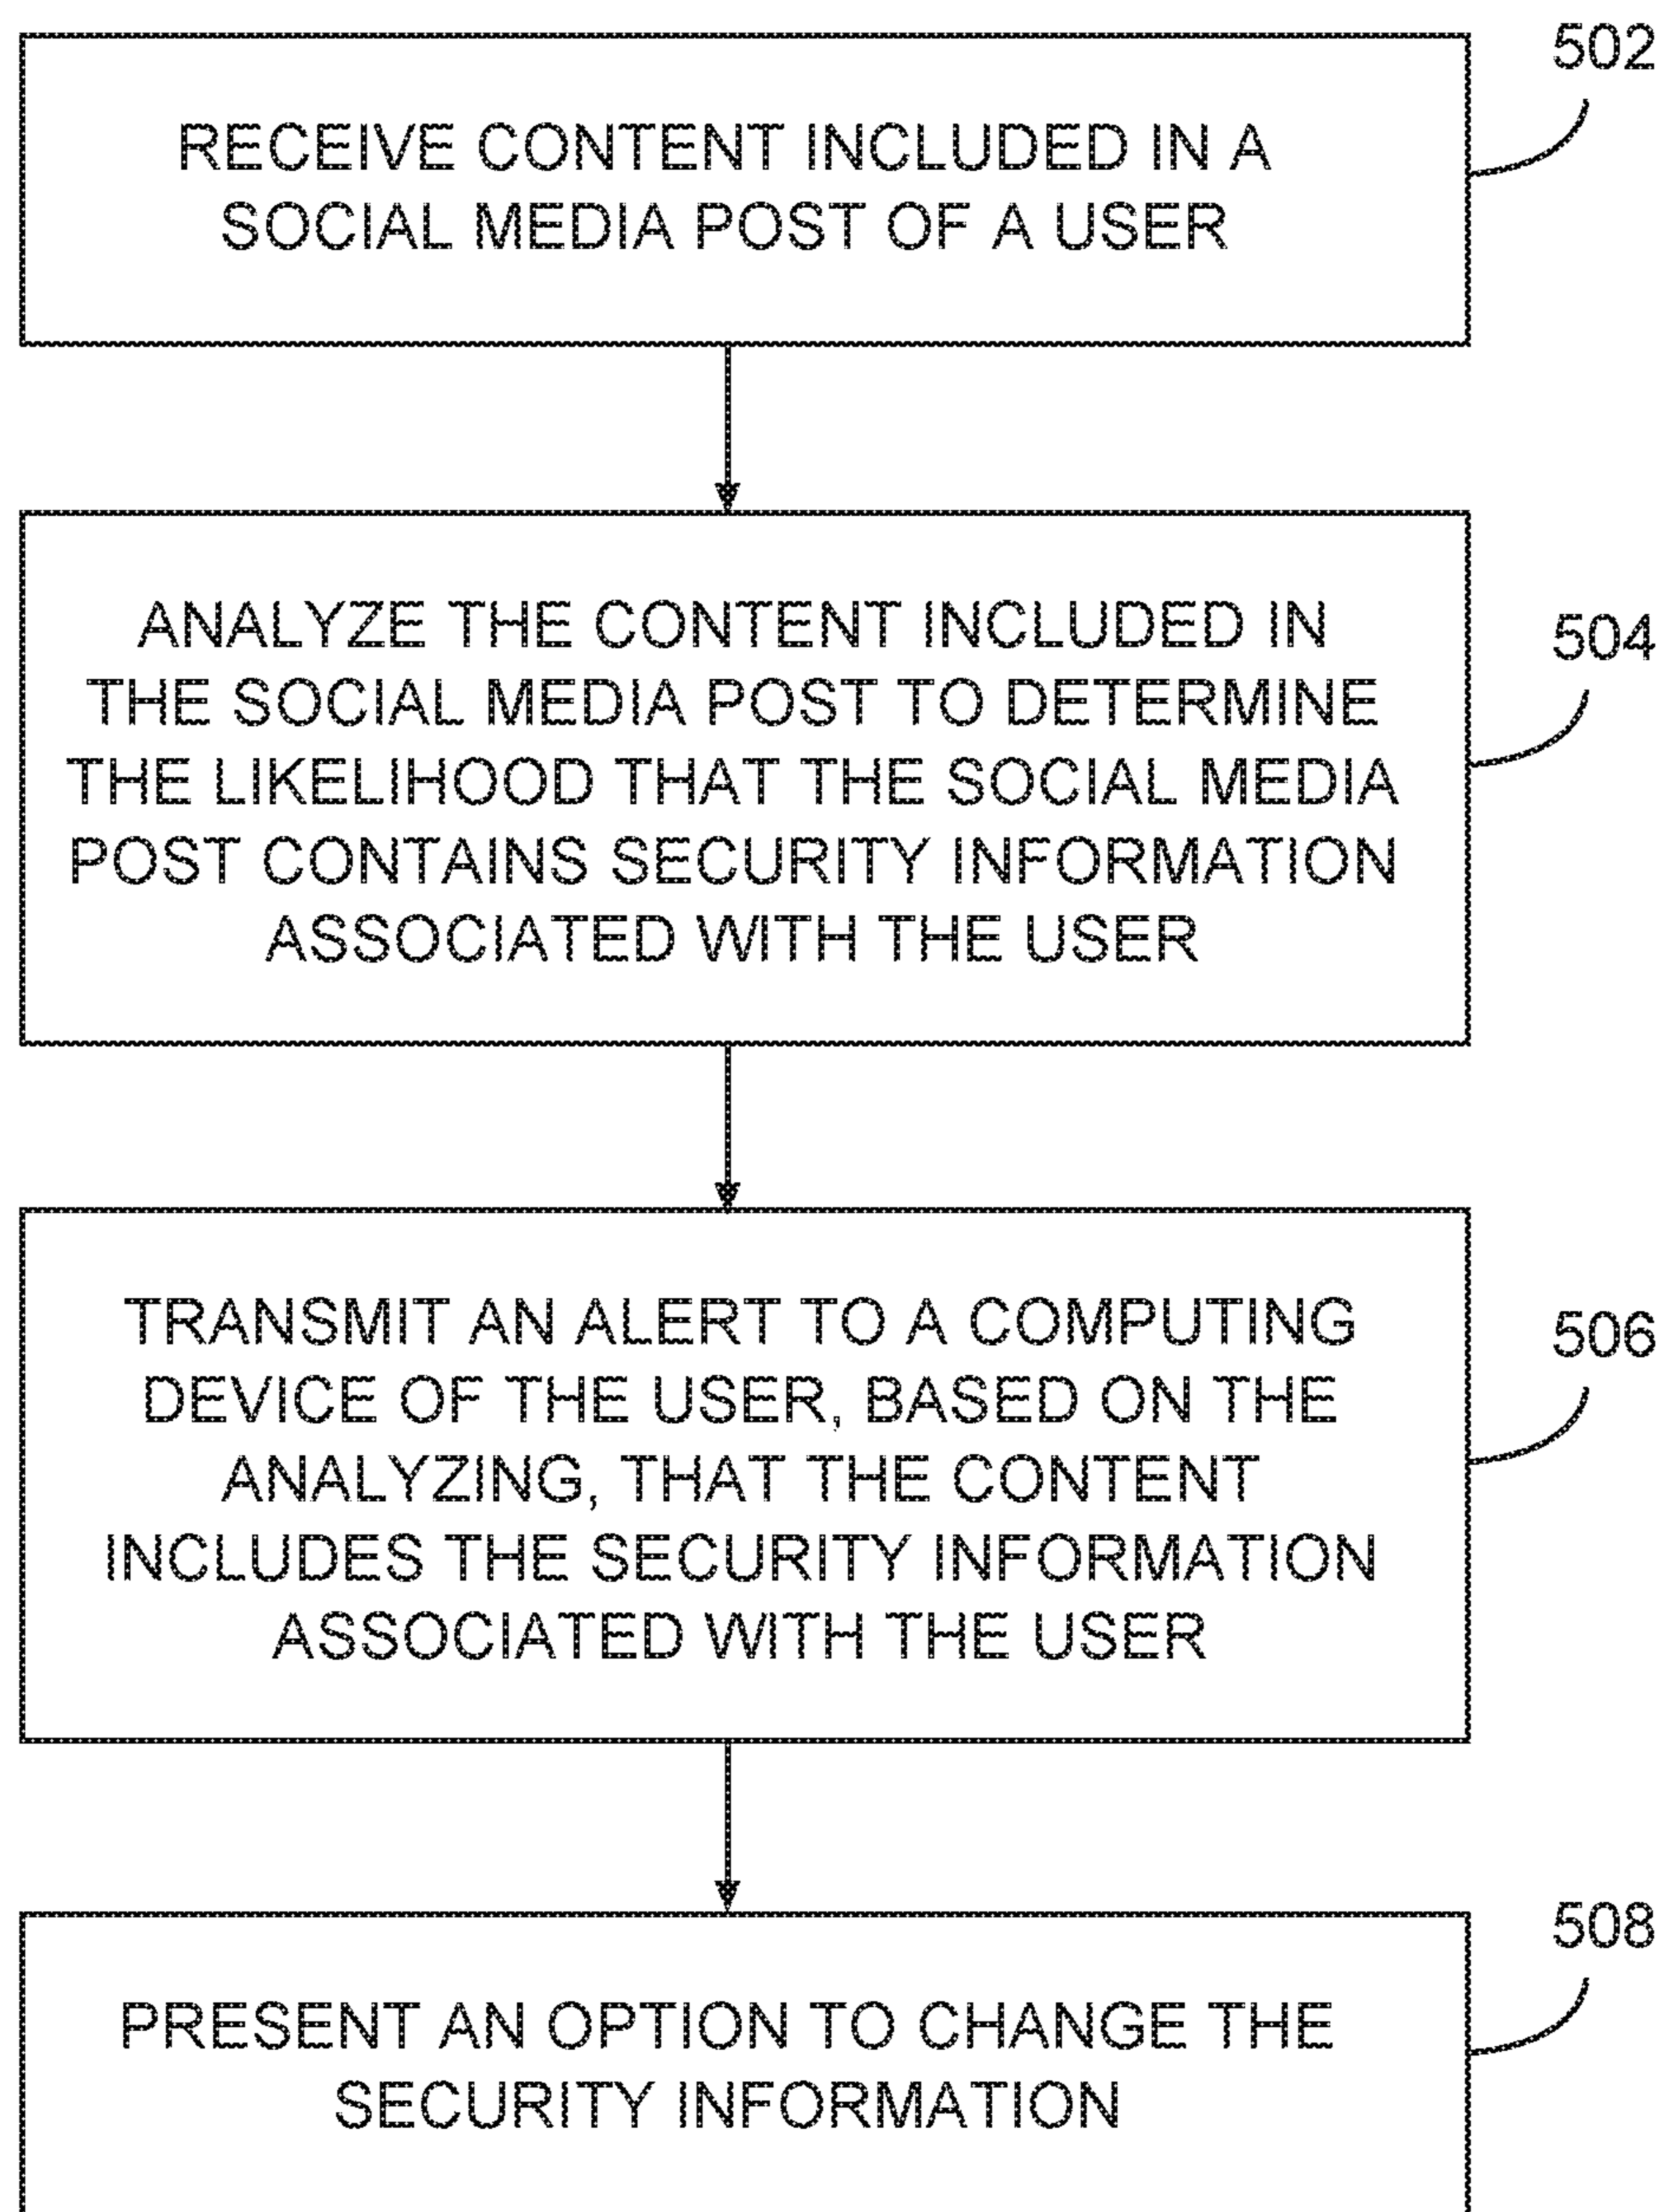 502
RECEIVE CONTENT INCLUDED IN A
SOCIAL MEDIA POST OF A USER
504
ANALYZE THE CONTENT INCLUDED IN
THE SOCIAL MEDIA POST TO DETERMINE
THE LIKELIHOOD THAT THE SOCIAL MEDIA
POST CONTAINS SECURITY INFORMATION
ASSOCIATED WITH THE USER
506
TRANSMIT AN ALERT TO A COMPUTING
DEVICE OF THE USER, BASED ON THE
ANALYZING, THAT THE CONTENT
INCLUDES THE SECURITY INFORMATION
ASSOCIATED WITH THE USER
508
PRESENT AN OPTION TO CHANGE THE
SECURITY INFORMATION